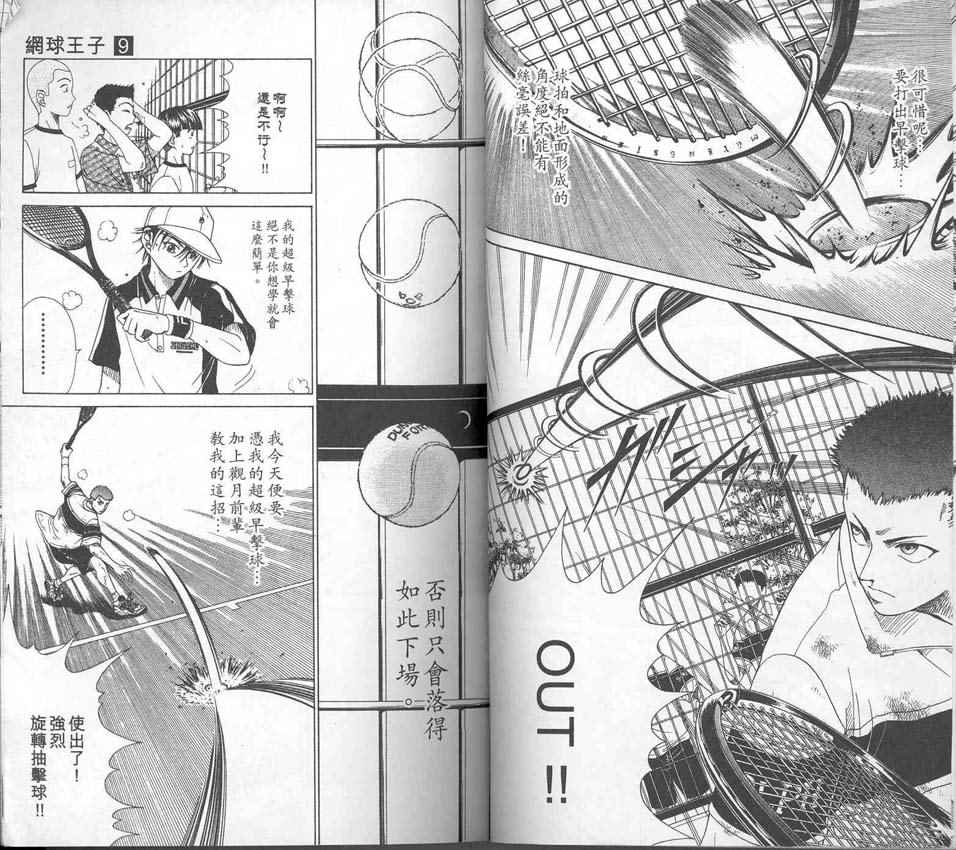 很可惜呢…
要打出早擊球…
球拍和地面形成的
角度絕不能有
絲毫誤差！
ガシャ
OUT!!
否則只會落得
如此下場。
網球王子 9
啊啊～
還是不行～!!
我的超級早擊球
絕不是你想學就會
這麼簡單。
…………
我今天便要
憑我的超級早擊球…
加上觀月前輩
教我的這招…
使出了！
強烈
旋轉抽擊球!!